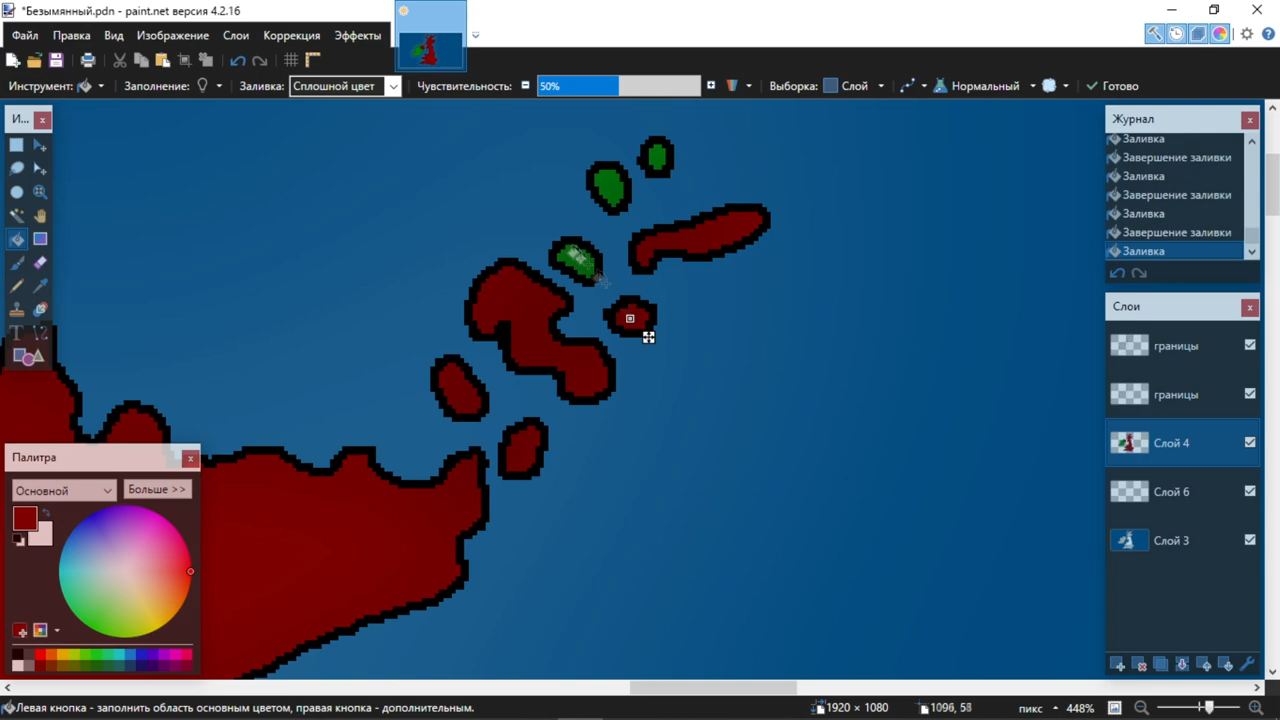 *Безымянный.pdn - paint.net версия 4.2.16
Файл Правка Вид Изображение Слои Коррекция Эффекты
Инструмент: Заполнение: Заливка: Сплошной цвет Чувствительность: 50% Выборка: Слой Нормальный Готово
И...
Журнал
Заливка
Завершение заливки
Заливка
Завершение заливки
Заливка
Завершение заливки
Заливка
Слои
границы
границы
Слой 4
Слой 6
Слой 3
Палитра
Основной Больше >>
Левая кнопка - заполнить область основным цветом, правая кнопка - дополнительным. 1920 × 1080 1096, 58 пикс 448%